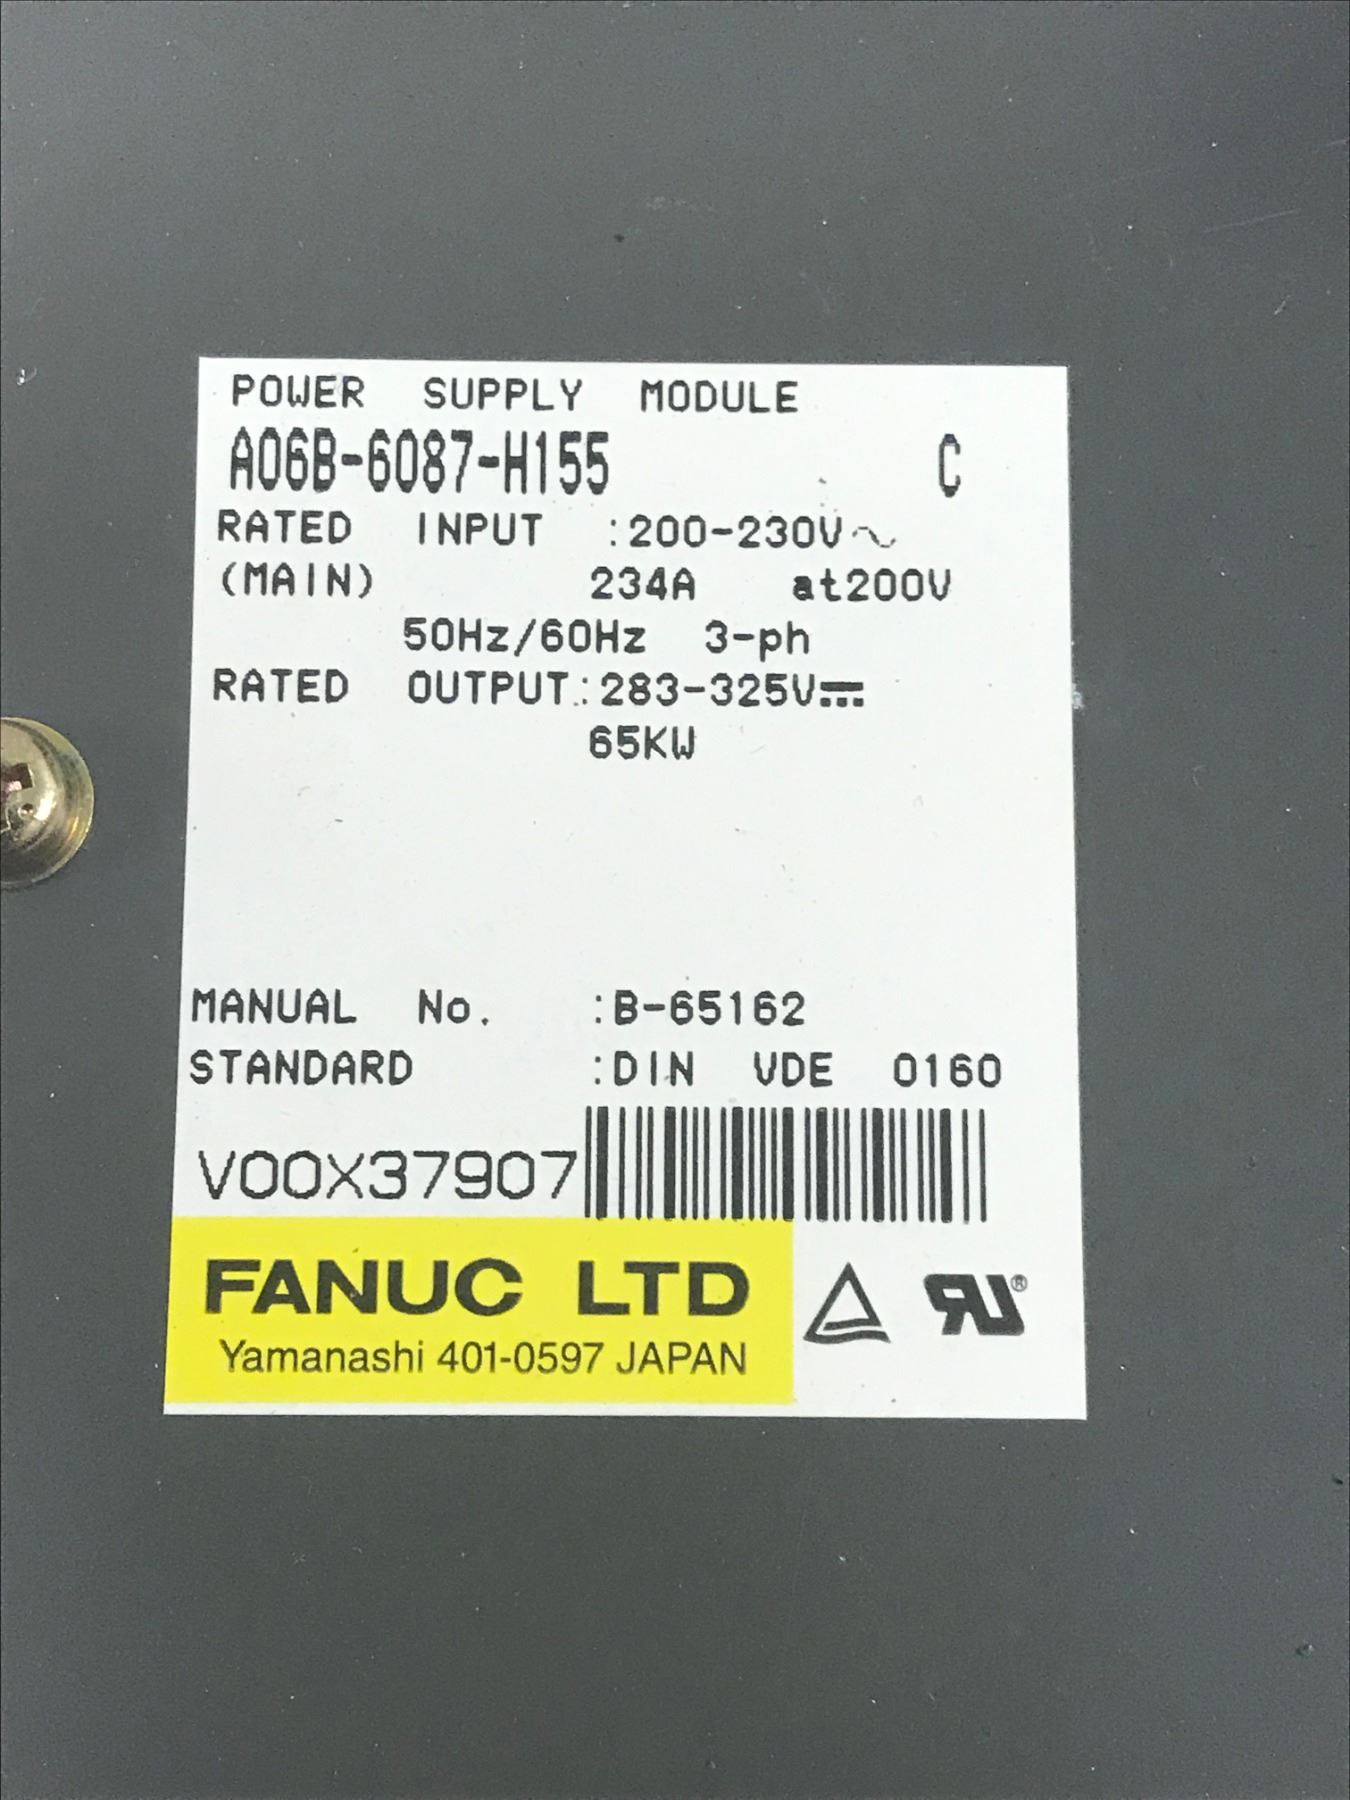 POWER SUPPLY MODULE
A06B-6087-H155 C
RATED INPUT :200-230V∿
(MAIN) 234A at200V
50Hz/60Hz 3-ph
RATED OUTPUT:283-325V⎓
65KW
MANUAL No. :B-65162
STANDARD :DIN VDE 0160
V00X37907
FANUC LTD
Yamanashi 401-0597 JAPAN
RU®